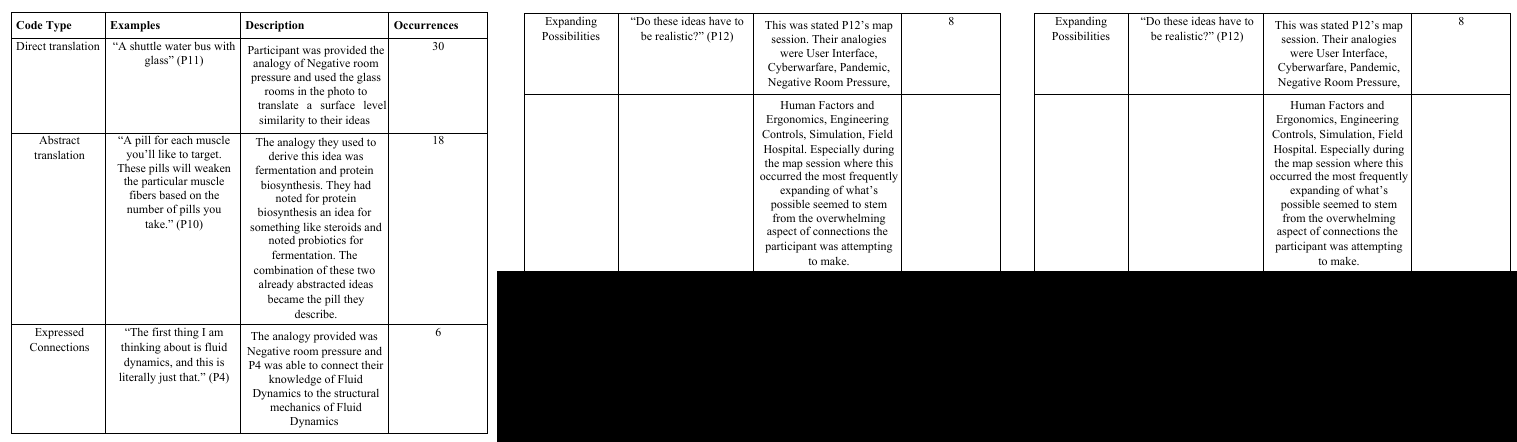 Code Type Examples Description Occurrences
Direct translation “A shuttle water bus with glass” (P11) Participant was provided the analogy of Negative room pressure and used the glass rooms in the photo to translate a surface level similarity to their ideas 30
Abstract translation “A pill for each muscle you’ll like to target. These pills will weaken the particular muscle fibers based on the number of pills you take.” (P10) The analogy they used to derive this idea was fermentation and protein biosynthesis. They had noted for protein biosynthesis an idea for something like steroids and noted probiotics for fermentation. The combination of these two already abstracted ideas became the pill they describe. 18
Expressed Connections “The first thing I am thinking about is fluid dynamics, and this is literally just that.” (P4) The analogy provided was Negative room pressure and P4 was able to connect their knowledge of Fluid Dynamics to the structural mechanics of Fluid Dynamics 6
Expanding Possibilities “Do these ideas have to be realistic?” (P12) This was stated P12’s map session. Their analogies were User Interface, Cyberwarfare, Pandemic, Negative Room Pressure, 8
Human Factors and Ergonomics, Engineering Controls, Simulation, Field Hospital. Especially during the map session where this occurred the most frequently expanding of what’s possible seemed to stem from the overwhelming aspect of connections the participant was attempting to make.
Expanding Possibilities “Do these ideas have to be realistic?” (P12) This was stated P12’s map session. Their analogies were User Interface, Cyberwarfare, Pandemic, Negative Room Pressure, 8
Human Factors and Ergonomics, Engineering Controls, Simulation, Field Hospital. Especially during the map session where this occurred the most frequently expanding of what’s possible seemed to stem from the overwhelming aspect of connections the participant was attempting to make.